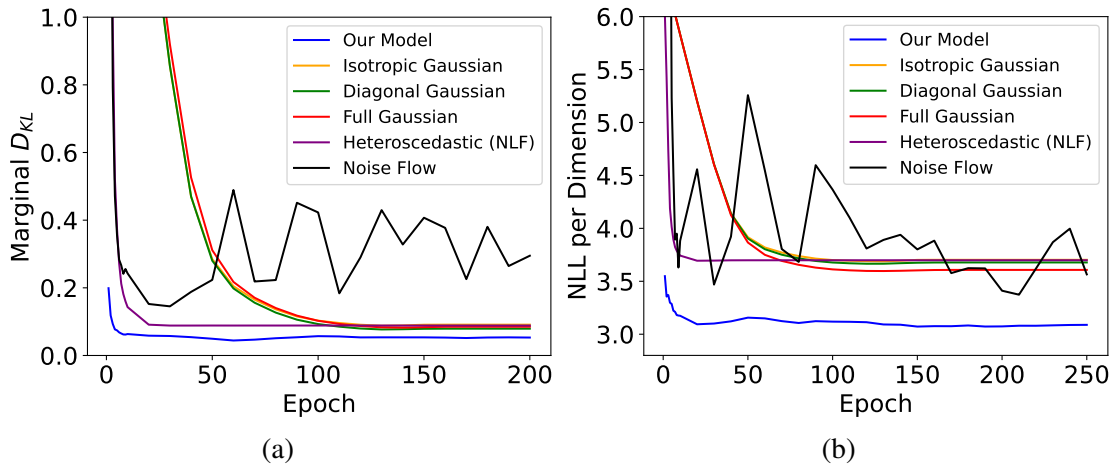 1.0
0.8
0.6
0.4
0.2
0.0
Marginal D_KL
0
50
100
150
200
Epoch
Our Model
Isotropic Gaussian
Diagonal Gaussian
Full Gaussian
Heteroscedastic (NLF)
Noise Flow
(a)
6.0
5.5
5.0
4.5
4.0
3.5
3.0
NLL per Dimension
0
50
100
150
200
250
Epoch
Our Model
Isotropic Gaussian
Diagonal Gaussian
Full Gaussian
Heteroscedastic (NLF)
Noise Flow
(b)